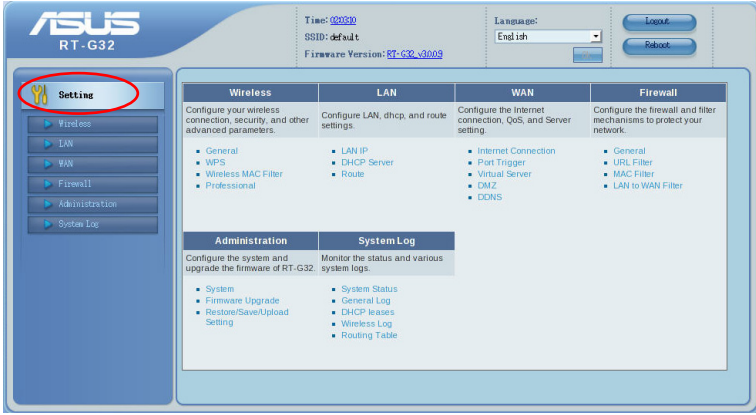 ASUS
RT-G32
Time: 020310
SSID: default
Firmware Version: RT-G32_v3.0.0.9
Language:
English
Logout
Reboot
Setting
Wireless
LAN
WAN
Firewall
Administration
System Log
Wireless
Configure your wireless
connection, security, and other
advanced parameters.
General
WPS
Wireless MAC Filter
Professional
LAN
Configure LAN, dhcp, and route
settings.
LAN IP
DHCP Server
Route
WAN
Configure the Internet
connection, QoS, and Server
setting.
Internet Connection
Port Trigger
Virtual Server
DMZ
DDNS
Firewall
Configure the firewall and filter
mechanisms to protect your
network.
General
URL Filter
MAC Filter
LAN to WAN Filter
Administration
Configure the system and
upgrade the firmware of RT-G32.
System
Firmware Upgrade
Restore/Save/Upload
Setting
System Log
Monitor the status and various
system logs.
System Status
General Log
DHCP leases
Wireless Log
Routing Table